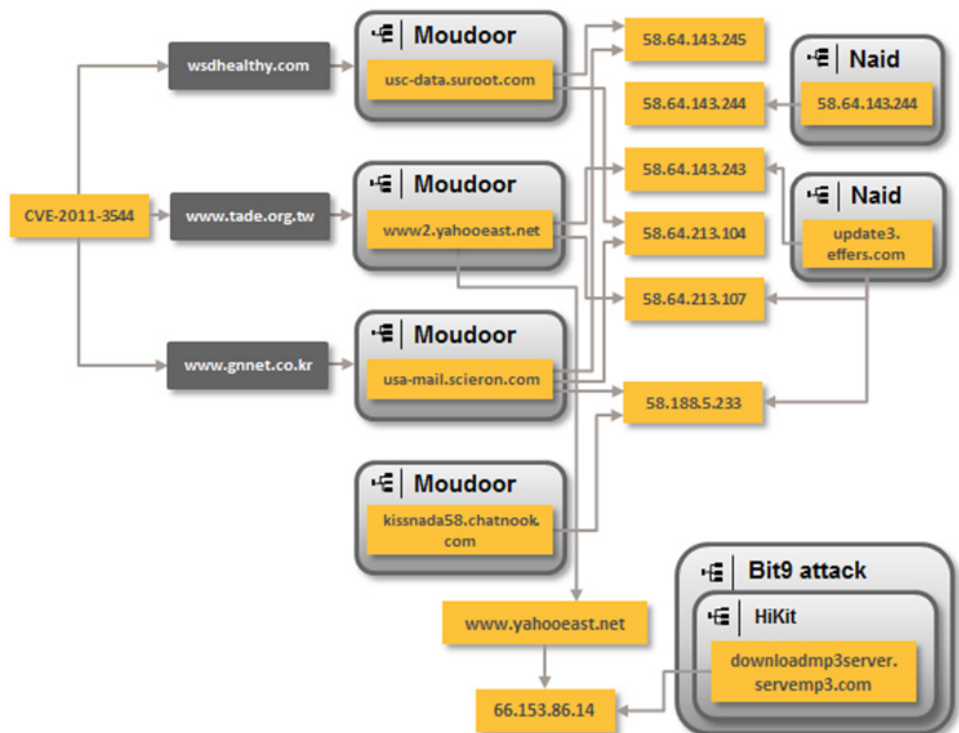 Moudoor
usc-data.suroot.com
wsdhealthy.com
58.64.143.245
Naid
58.64.143.244
58.64.143.244
Moudoor
www2.yahooeast.net
CVE-2011-3544
www.tade.org.tw
58.64.143.243
58.64.213.104
58.64.213.107
Naid
update3.
effers.com
Moudoor
usa-mail.scieron.com
www.gnnet.co.kr
58.188.5.233
Moudoor
kissnada58.chatnook.
com
Bit9 attack
HiKit
downloadmp3server.
servemp3.com
www.yahooeast.net
66.153.86.14